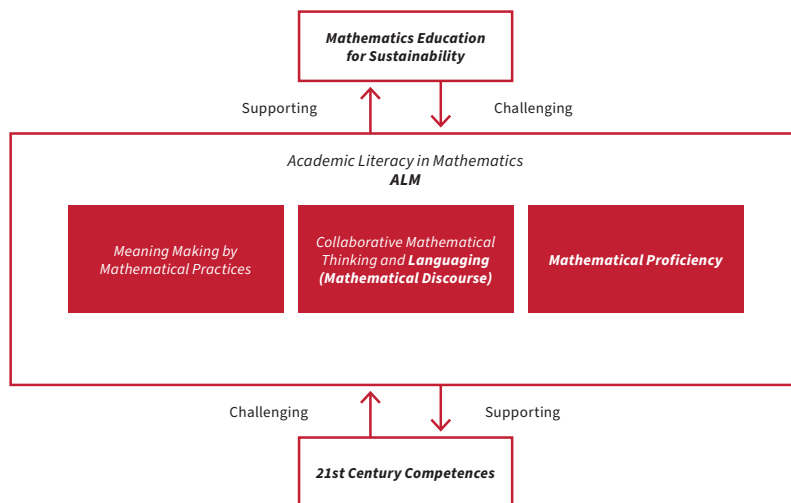 Mathematics Education
for Sustainability
Supporting
Challenging
Academic Literacy in Mathematics
ALM
Meaning Making by
Mathematical Practices
Collaborative Mathematical
Thinking and Languaging
(Mathematical Discourse)
Mathematical Proficiency
Challenging
Supporting
21st Century Competences